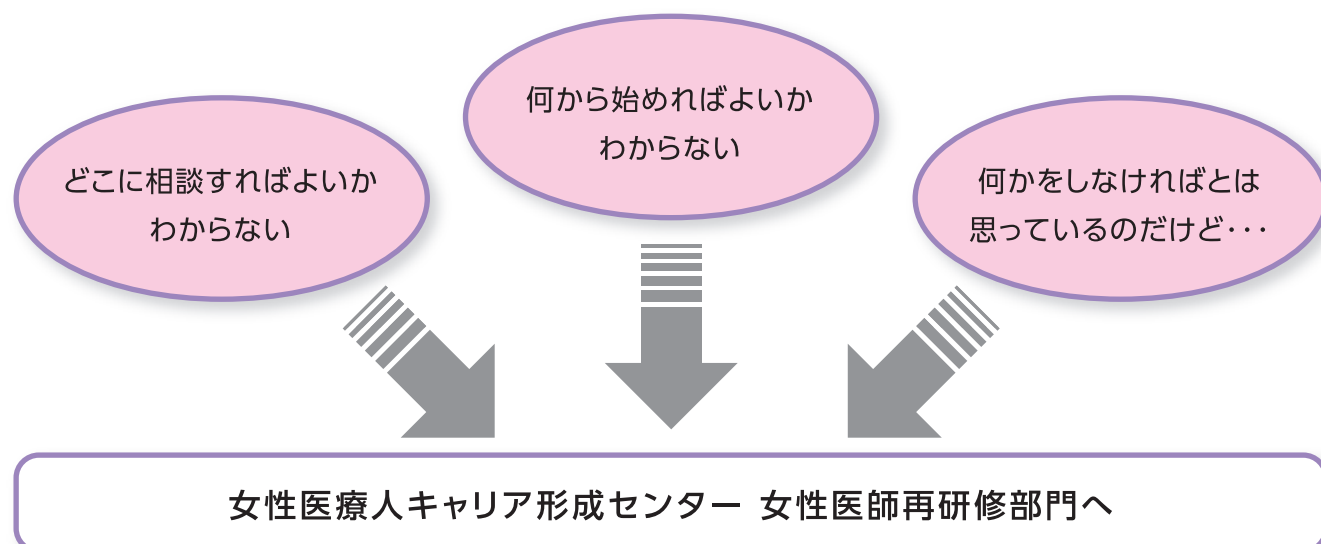 どこに相談すればよいか
わからない
何から始めればよいか
わからない
何かをしなければとは
思っているのだけど･･･
女性医療人キャリア形成センター 女性医師再研修部門へ